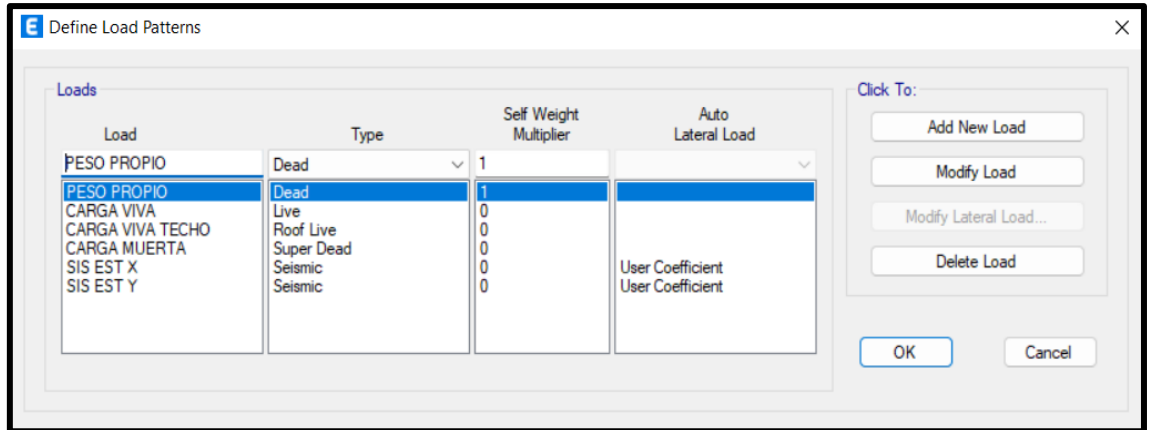 E Define Load Patterns
Loads
Click To:
Load Type Self Weight Multiplier Auto Lateral Load
PESO PROPIO Dead 1
PESO PROPIO Dead 1
CARGA VIVA Live 0
CARGA VIVA TECHO Roof Live 0
CARGA MUERTA Super Dead 0
SIS EST X Seismic 0 User Coefficient
SIS EST Y Seismic 0 User Coefficient
Add New Load
Modify Load
Modify Lateral Load...
Delete Load
OK Cancel